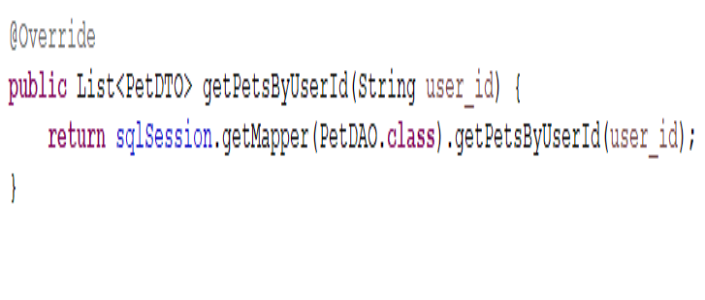 @Override
public List<PetDTO> getPetsByUserId(String user_id) {
    return sqlSession.getMapper(PetDAO.class).getPetsByUserId(user_id);
}